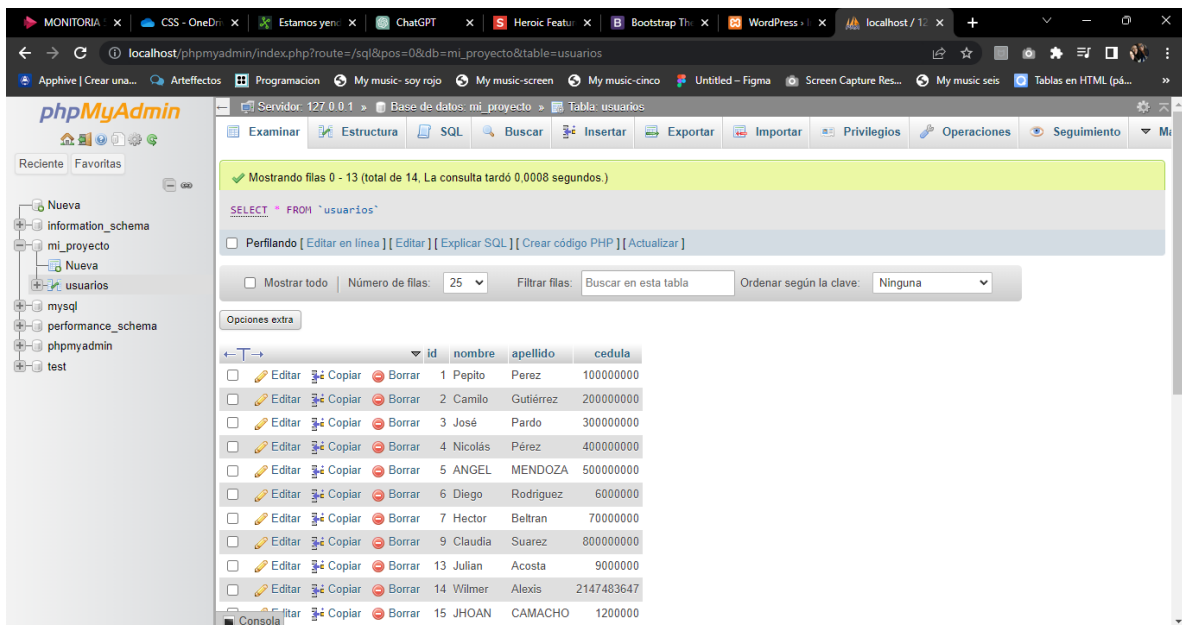 MONITORIA CSS - OneDri Estamos yend ChatGPT Heroic Featur Bootstrap The WordPress › localhost / 12
localhost/phpmyadmin/index.php?route=/sql&pos=0&db=mi_proyecto&table=usuarios
Apphive | Crear una... Arteffectos Programacion My music- soy rojo My music-screen My music-cinco Untitled – Figma Screen Capture Res... My music seis Tablas en HTML (pá... »
phpMyAdmin
Reciente Favoritas
Nueva
information_schema
mi_proyecto
Nueva
usuarios
mysql
performance_schema
phpmyadmin
test
Servidor: 127.0.0.1 » Base de datos: mi_proyecto » Tabla: usuarios
Examinar Estructura SQL Buscar Insertar Exportar Importar Privilegios Operaciones Seguimiento
Mostrando filas 0 - 13 (total de 14, La consulta tardó 0,0008 segundos.)
SELECT * FROM `usuarios`
Perfilando [ Editar en línea ] [ Editar ] [ Explicar SQL ] [ Crear código PHP ] [ Actualizar ]
Mostrar todo Número de filas: 25 Filtrar filas: Buscar en esta tabla Ordenar según la clave: Ninguna
Opciones extra
←T→ id nombre apellido cedula
Editar Copiar Borrar 1 Pepito Perez 100000000
Editar Copiar Borrar 2 Camilo Gutiérrez 200000000
Editar Copiar Borrar 3 José Pardo 300000000
Editar Copiar Borrar 4 Nicolás Pérez 400000000
Editar Copiar Borrar 5 ANGEL MENDOZA 500000000
Editar Copiar Borrar 6 Diego Rodriguez 6000000
Editar Copiar Borrar 7 Hector Beltran 70000000
Editar Copiar Borrar 9 Claudia Suarez 800000000
Editar Copiar Borrar 13 Julian Acosta 9000000
Editar Copiar Borrar 14 Wilmer Alexis 2147483647
Editar Copiar Borrar 15 JHOAN CAMACHO 1200000
Consola